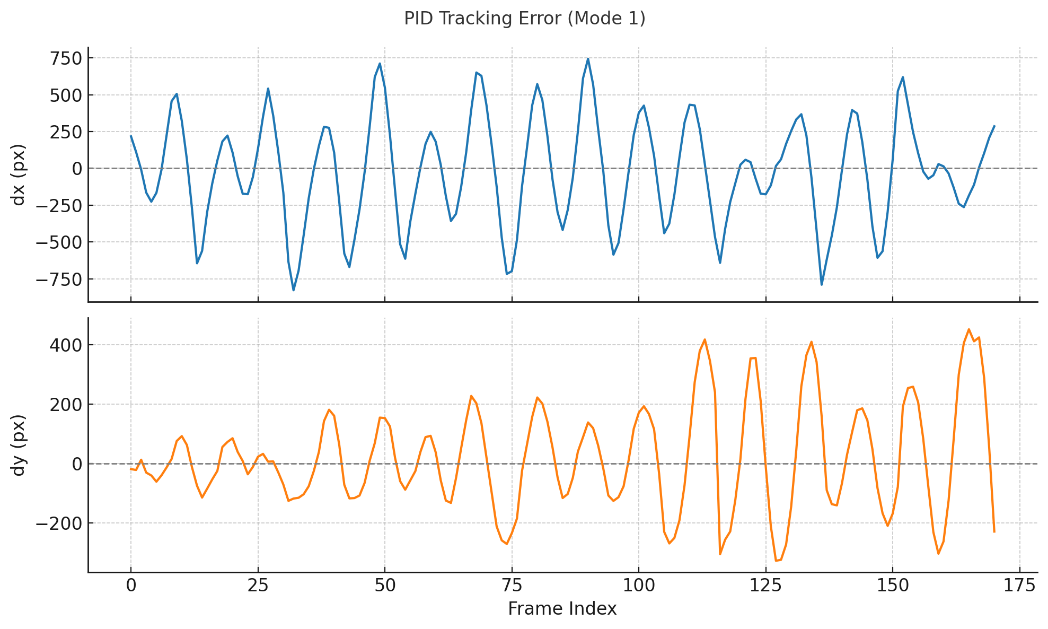 PID Tracking Error (Mode 1)
dx (px)
750
500
250
0
−250
−500
−750
dy (px)
400
200
0
−200
0 25 50 75 100 125 150 175
Frame Index